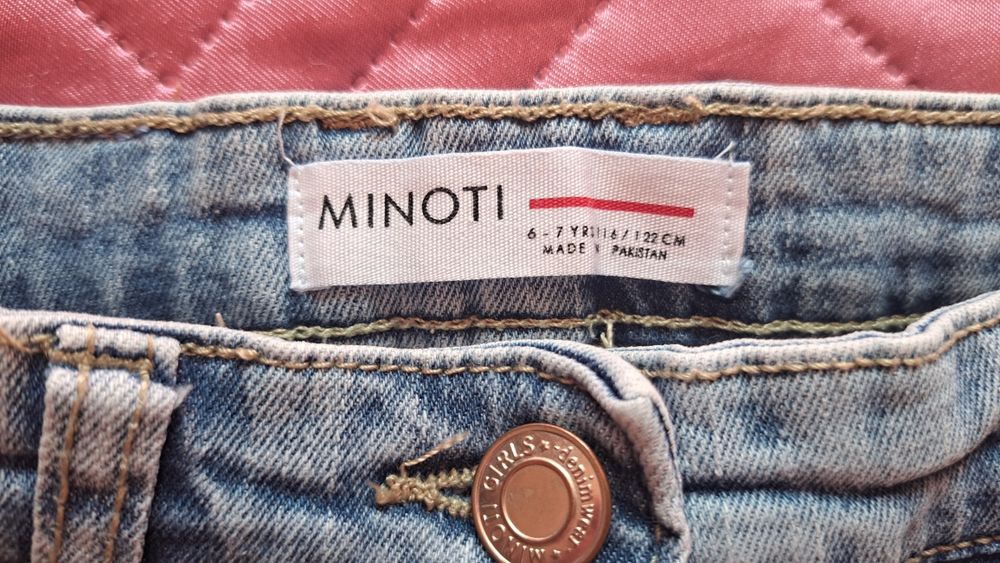 MINOTI
6 - 7 YRS 116 / 122 CM
MADE IN PAKISTAN
MINOTI GIRLS denimwear